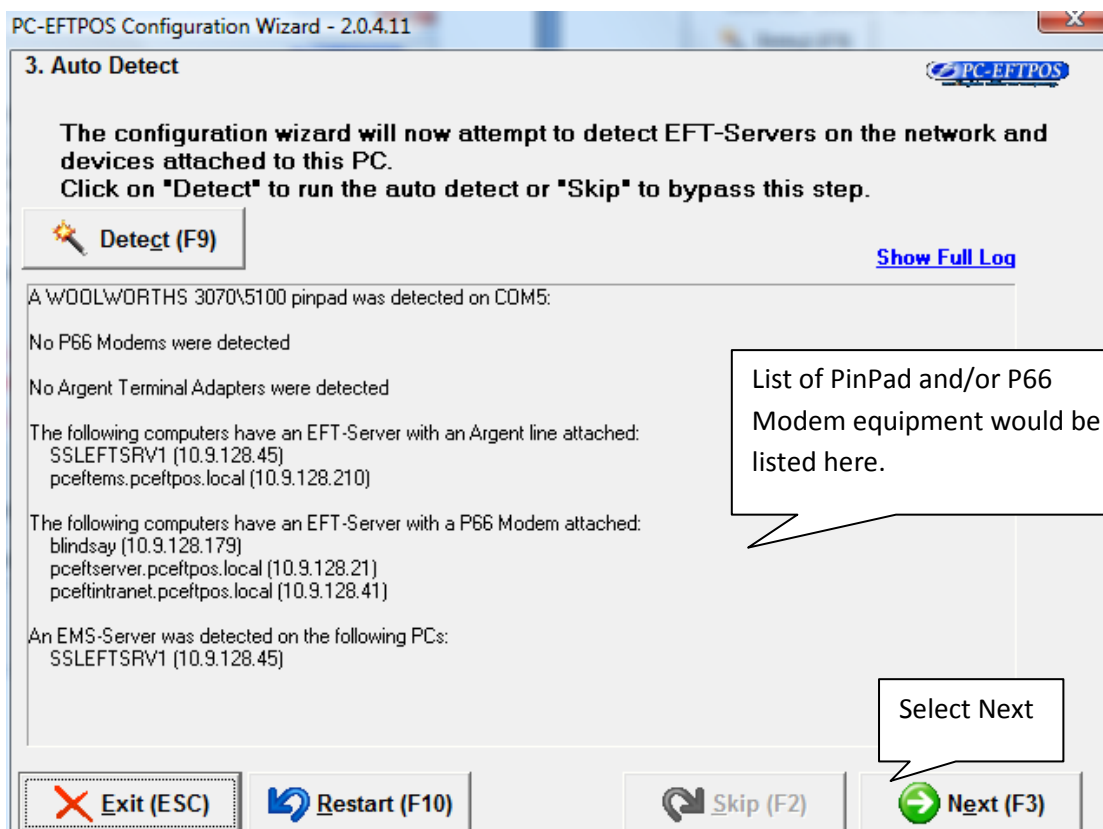 PC-EFTPOS Configuration Wizard - 2.0.4.11
3. Auto Detect
PC-EFTPOS
The configuration wizard will now attempt to detect EFT-Servers on the network and
devices attached to this PC.
Click on "Detect" to run the auto detect or "Skip" to bypass this step.
Detect (F9)
Show Full Log
A WOOLWORTHS 3070\5100 pinpad was detected on COM5:
No P66 Modems were detected
No Argent Terminal Adapters were detected
The following computers have an EFT-Server with an Argent line attached:
SSLEFTSRV1 (10.9.128.45)
pceftems.pceftpos.local (10.9.128.210)
The following computers have an EFT-Server with a P66 Modem attached:
blindsay (10.9.128.179)
pceftserver.pceftpos.local (10.9.128.21)
pceftintranet.pceftpos.local (10.9.128.41)
An EMS-Server was detected on the following PCs:
SSLEFTSRV1 (10.9.128.45)
List of PinPad and/or P66
Modem equipment would be
listed here.
Select Next
Exit (ESC)
Restart (F10)
Skip (F2)
Next (F3)